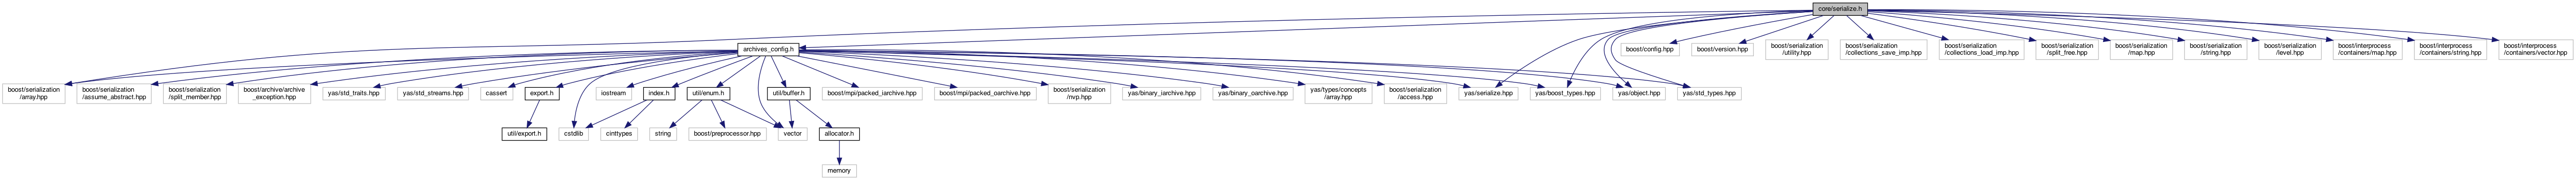 core/serialize.h
archives_config.h
boost/config.hpp
boost/version.hpp
boost/serialization
/utility.hpp
boost/serialization
/collections_save_imp.hpp
boost/serialization
/collections_load_imp.hpp
boost/serialization
/split_free.hpp
boost/serialization
/map.hpp
boost/serialization
/string.hpp
boost/serialization
/level.hpp
boost/interprocess
/containers/map.hpp
boost/interprocess
/containers/string.hpp
boost/interprocess
/containers/vector.hpp
boost/serialization
/array.hpp
boost/serialization
/assume_abstract.hpp
boost/serialization
/split_member.hpp
boost/archive/archive
_exception.hpp
yas/std_traits.hpp
yas/std_streams.hpp
cassert
export.h
iostream
index.h
util/enum.h
util/buffer.h
boost/mpi/packed_iarchive.hpp
boost/mpi/packed_oarchive.hpp
boost/serialization
/nvp.hpp
yas/binary_iarchive.hpp
yas/binary_oarchive.hpp
yas/types/concepts
/array.hpp
boost/serialization
/access.hpp
yas/serialize.hpp
yas/boost_types.hpp
yas/object.hpp
yas/std_types.hpp
util/export.h
cstdlib
cinttypes
string
boost/preprocessor.hpp
vector
allocator.h
memory